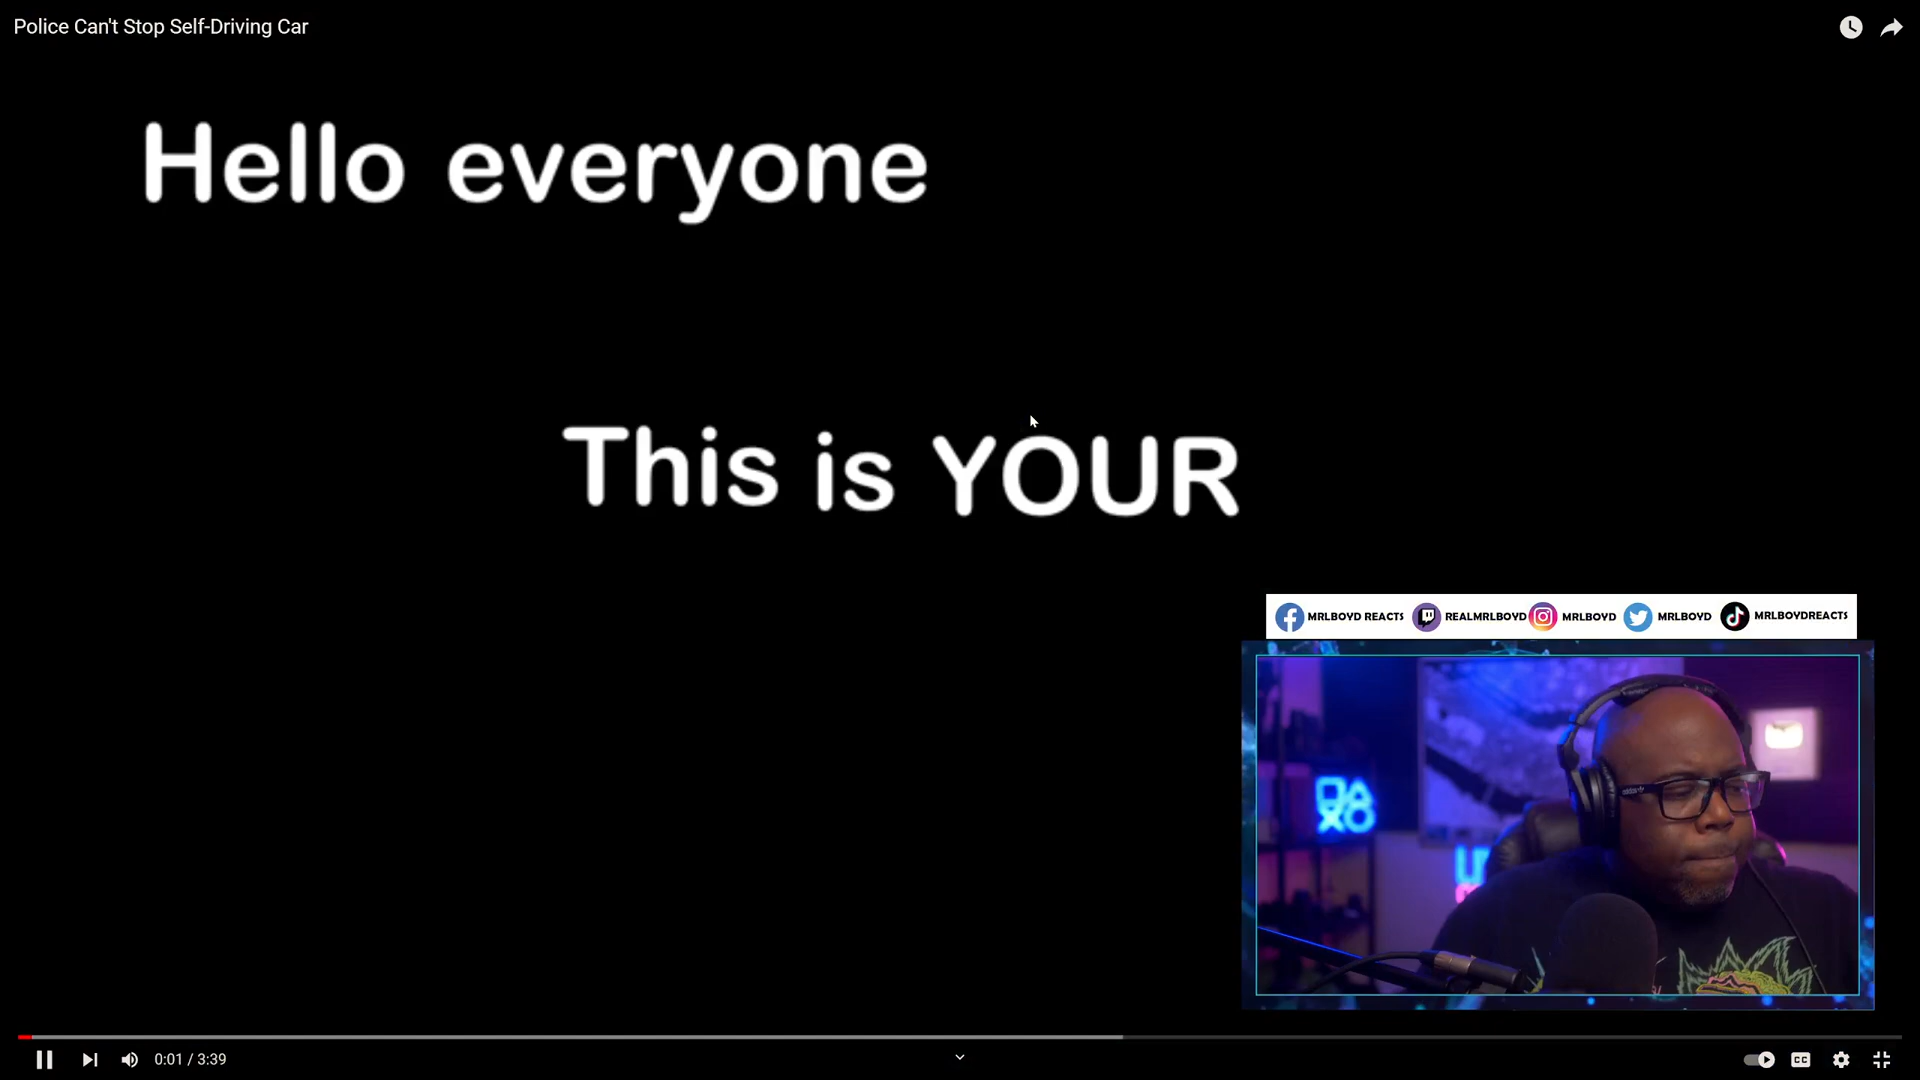 Police Can't Stop Self-Driving Car
Hello everyone
This is YOUR
MRLBOYD REACTS REALMRLBOYD MRLBOYD MRLBOYD MRLBOYDREACTS
0:01 / 3:39
CC